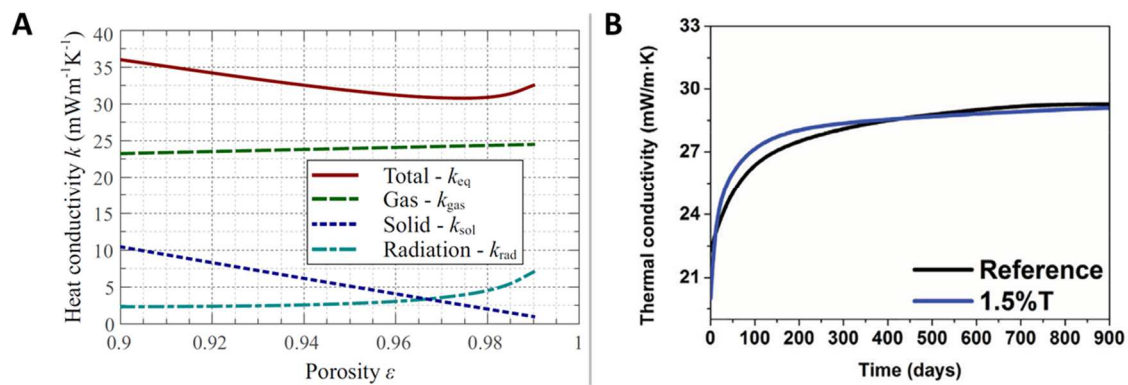 A
Heat conductivity k (mWm⁻¹K⁻¹)
40
35
30
25
20
15
10
5
0
0.9 0.92 0.94 0.96 0.98 1
Porosity ε
Total - keq
Gas - kgas
Solid - ksol
Radiation - krad
B
Thermal conductivity (mW/m·K)
33
30
27
24
21
0 100 200 300 400 500 600 700 800 900
Time (days)
Reference
1.5%T